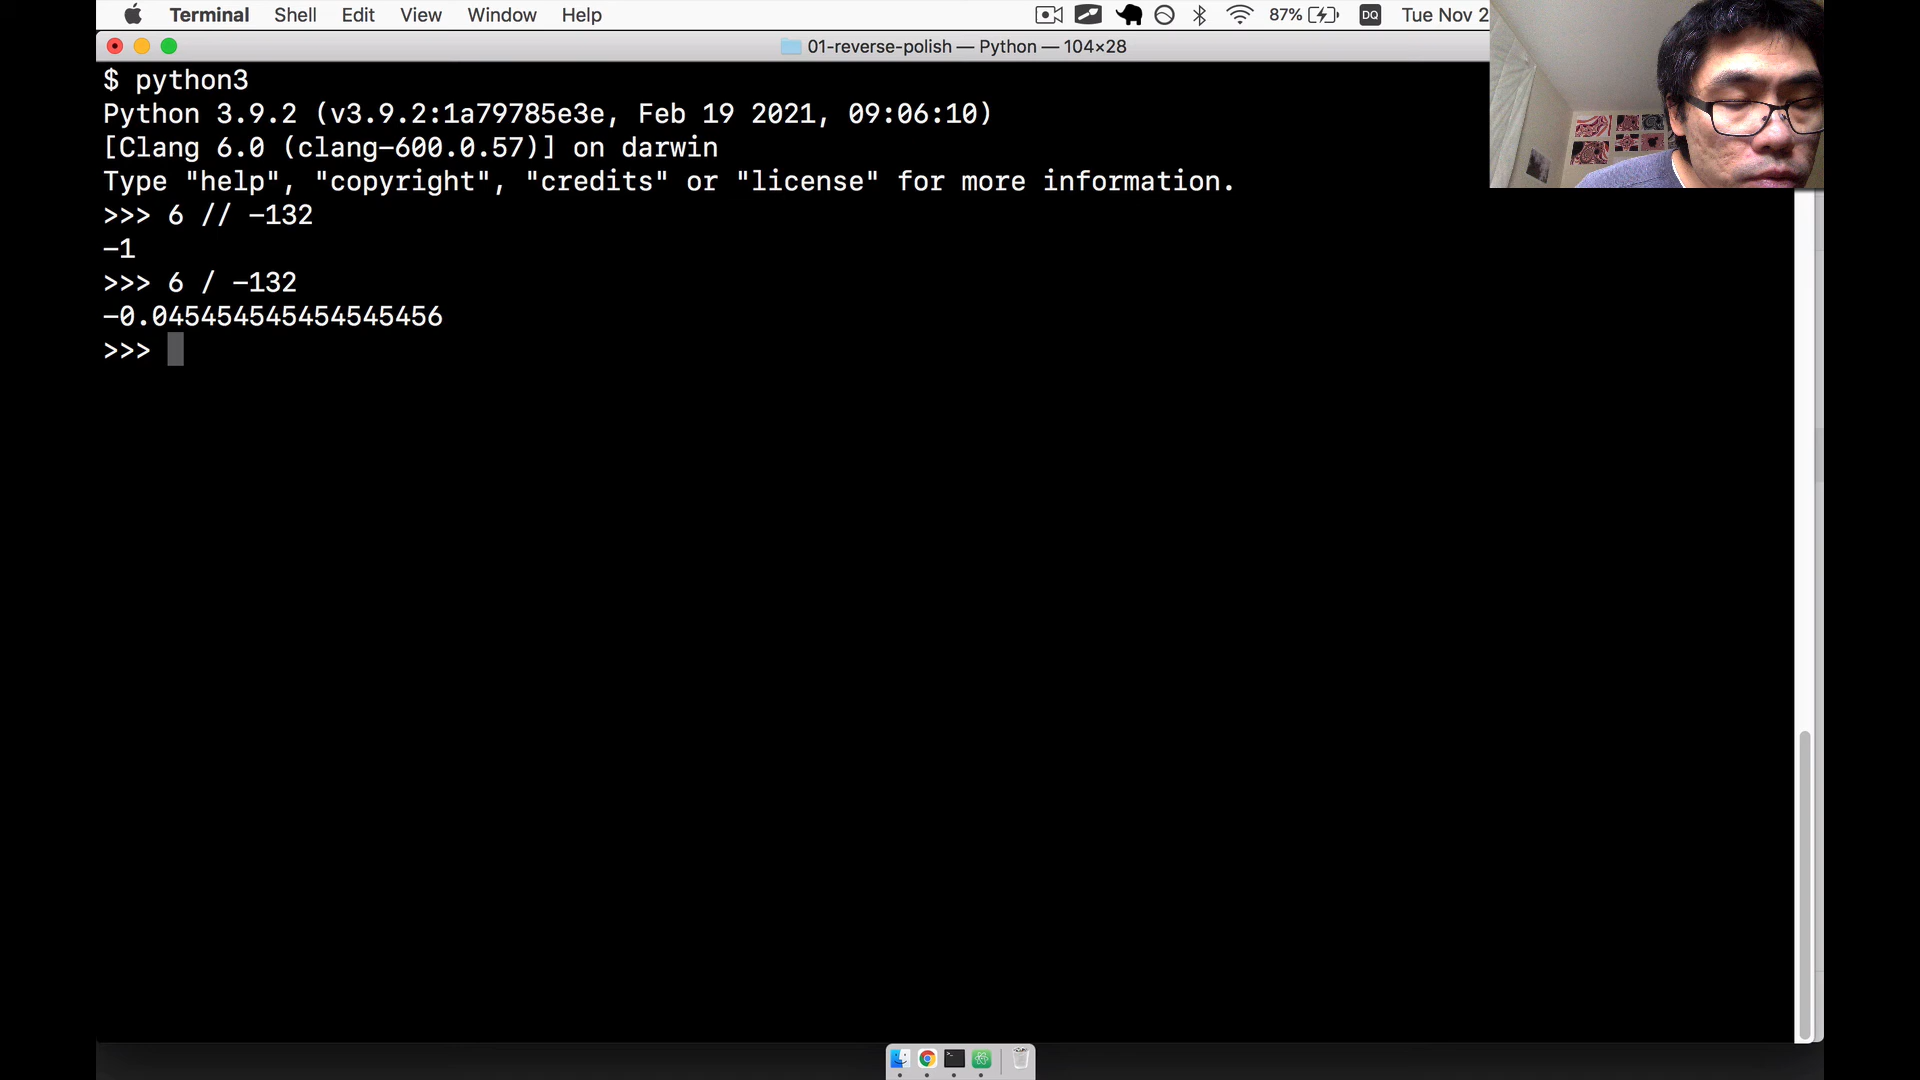 Terminal Shell Edit View Window Help 87% DQ Tue Nov 2
01-reverse-polish — Python — 104×28
$ python3
Python 3.9.2 (v3.9.2:1a79785e3e, Feb 19 2021, 09:06:10)
[Clang 6.0 (clang-600.0.57)] on darwin
Type "help", "copyright", "credits" or "license" for more information.
>>> 6 // -132
-1
>>> 6 / -132
-0.045454545454545456
>>>